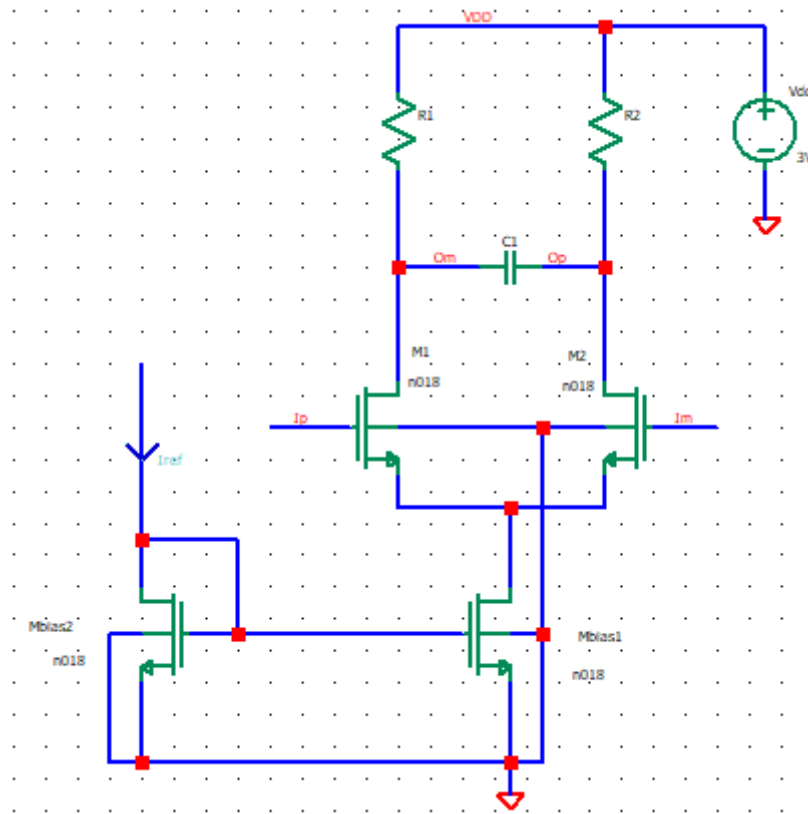 VDD
R1
R2
Vdd
3V
C1
Om
Op
M1
n018
M2
n018
Ip
Im
Iref
Mbias2
n018
Mbias1
n018